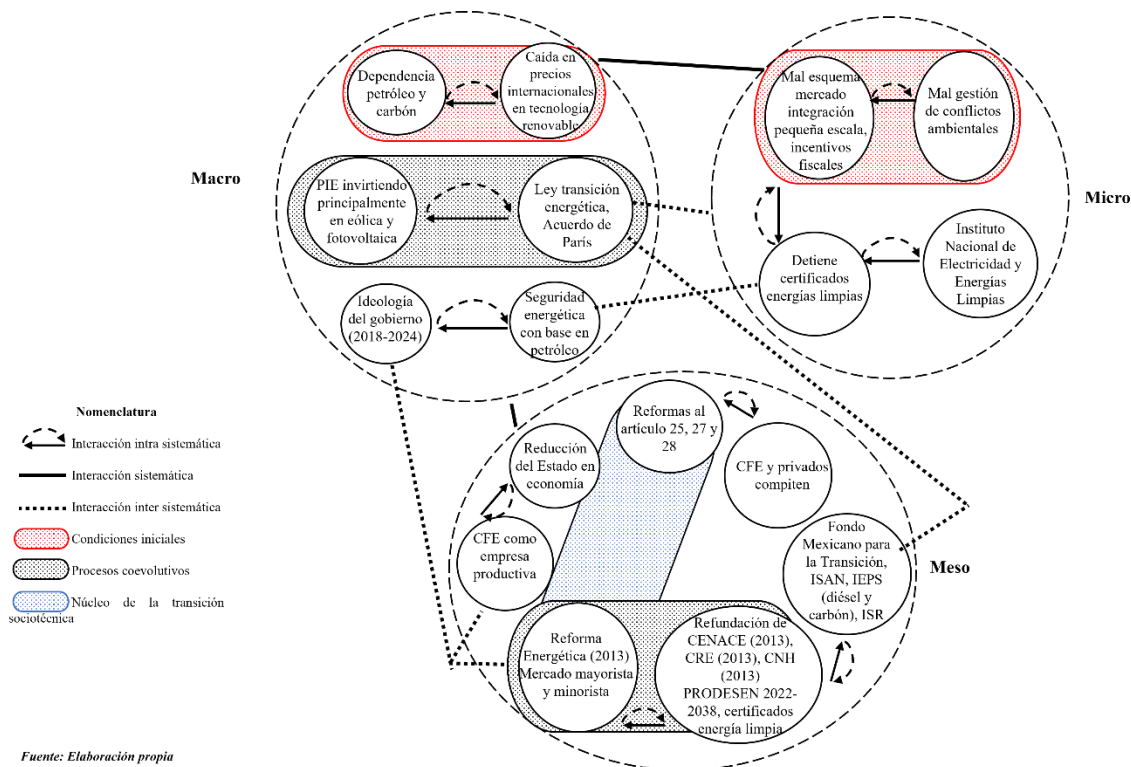 Macro
Dependencia
petróleo y
carbón
Caída en
precios
internacionales
en tecnología
renovable
PIE invirtiendo
principalmente
en eólica y
fotovoltaica
Ley transición
energética,
Acuerdo de
París
Ideología
del gobierno
(2018-2024)
Seguridad
energética
con base en
petróleo
Micro
Mal esquema
mercado
integración
pequeña escala,
incentivos
fiscales
Mal gestión
de conflictos
ambientales
Detiene
certificados
energías limpias
Instituto
Nacional de
Electricidad y
Energías
Limpias
Meso
Reformas al
artículo 25, 27 y
28
Reducción
del Estado en
economía
CFE y privados
compiten
CFE como
empresa
productiva
Fondo
Mexicano para
la Transición,
ISAN, IEPS
(diésel y
carbón), ISR
Reforma
Energética (2013)
Mercado mayorista
y minorista
Refundación de
CENACE (2013),
CRE (2013), CNH
(2013)
PRODESEN 2022-
2038, certificados
energía limpia
Nomenclatura
Interacción intra sistemática
Interacción sistemática
Interacción inter sistemática
Condiciones iniciales
Procesos coevolutivos
Núcleo de la transición
sociotécnica
Fuente: Elaboración propia